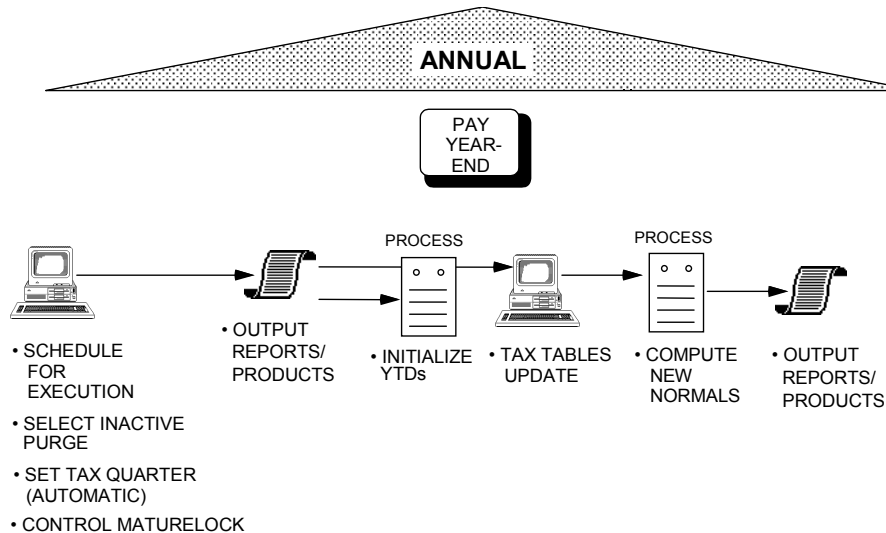 ANNUAL
PAY
YEAR-
END
PROCESS
PROCESS
• SCHEDULE
FOR
EXECUTION
• SELECT INACTIVE
PURGE
• SET TAX QUARTER
(AUTOMATIC)
• CONTROL MATURELOCK
• OUTPUT
REPORTS/
PRODUCTS
• INITIALIZE
YTDs
• TAX TABLES
UPDATE
• COMPUTE
NEW
NORMALS
• OUTPUT
REPORTS/
PRODUCTS